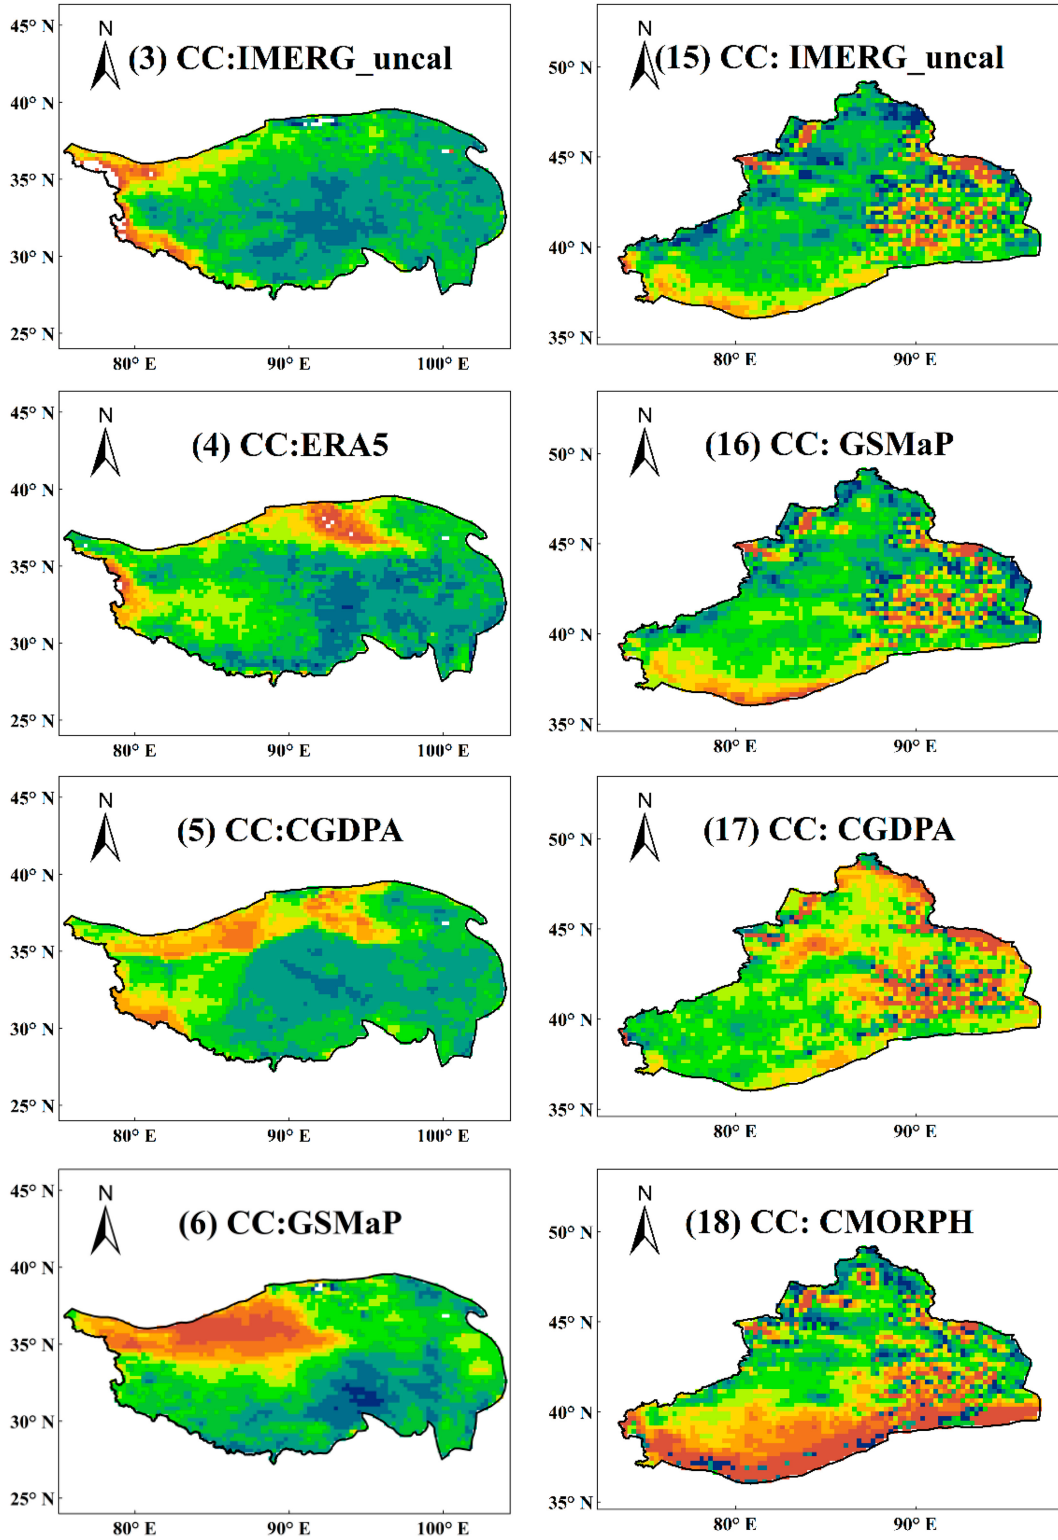 45° N
40° N
35° N
30° N
25° N
N
(3) CC:IMERG_uncal
80° E
90° E
100° E
50° N
45° N
40° N
35° N
N
(15) CC: IMERG_uncal
80° E
90° E
45° N
40° N
35° N
30° N
25° N
N
(4) CC:ERA5
80° E
90° E
100° E
50° N
45° N
40° N
35° N
N
(16) CC: GSMaP
80° E
90° E
45° N
40° N
35° N
30° N
25° N
N
(5) CC:CGDPA
80° E
90° E
100° E
50° N
45° N
40° N
35° N
N
(17) CC: CGDPA
80° E
90° E
45° N
40° N
35° N
30° N
25° N
N
(6) CC:GSMaP
80° E
90° E
100° E
50° N
45° N
40° N
35° N
N
(18) CC: CMORPH
80° E
90° E